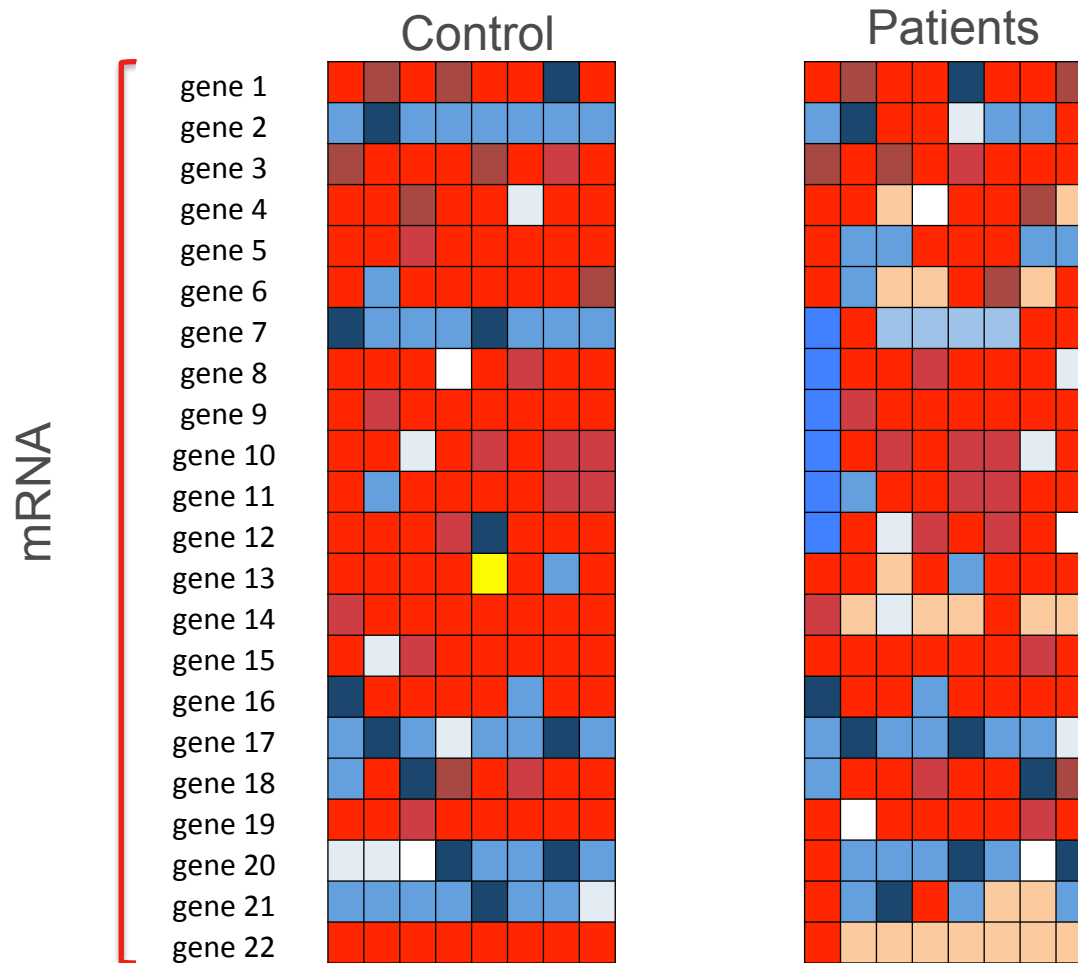 Control
Patients
mRNA
gene 1
gene 2
gene 3
gene 4
gene 5
gene 6
gene 7
gene 8
gene 9
gene 10
gene 11
gene 12
gene 13
gene 14
gene 15
gene 16
gene 17
gene 18
gene 19
gene 20
gene 21
gene 22